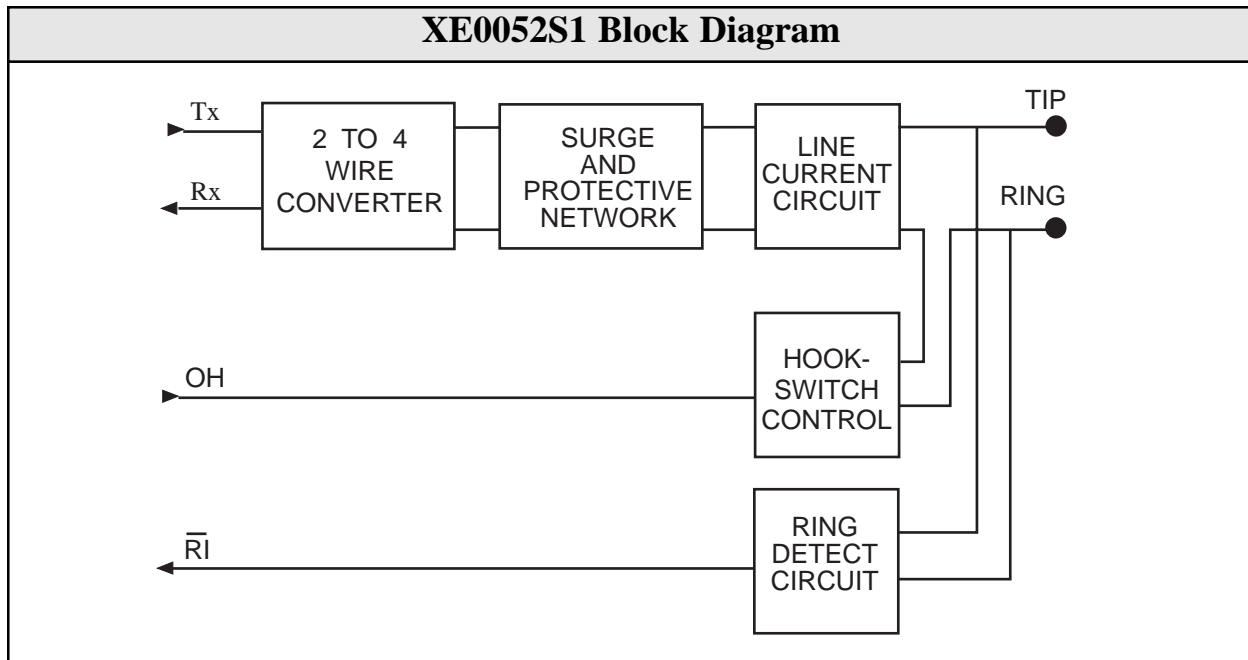 XE0052S1 Block Diagram
Tx
Rx
2 TO 4
WIRE
CONVERTER
SURGE
AND
PROTECTIVE
NETWORK
LINE
CURRENT
CIRCUIT
TIP
RING
OH
HOOK-
SWITCH
CONTROL
R̅I̅
RING
DETECT
CIRCUIT